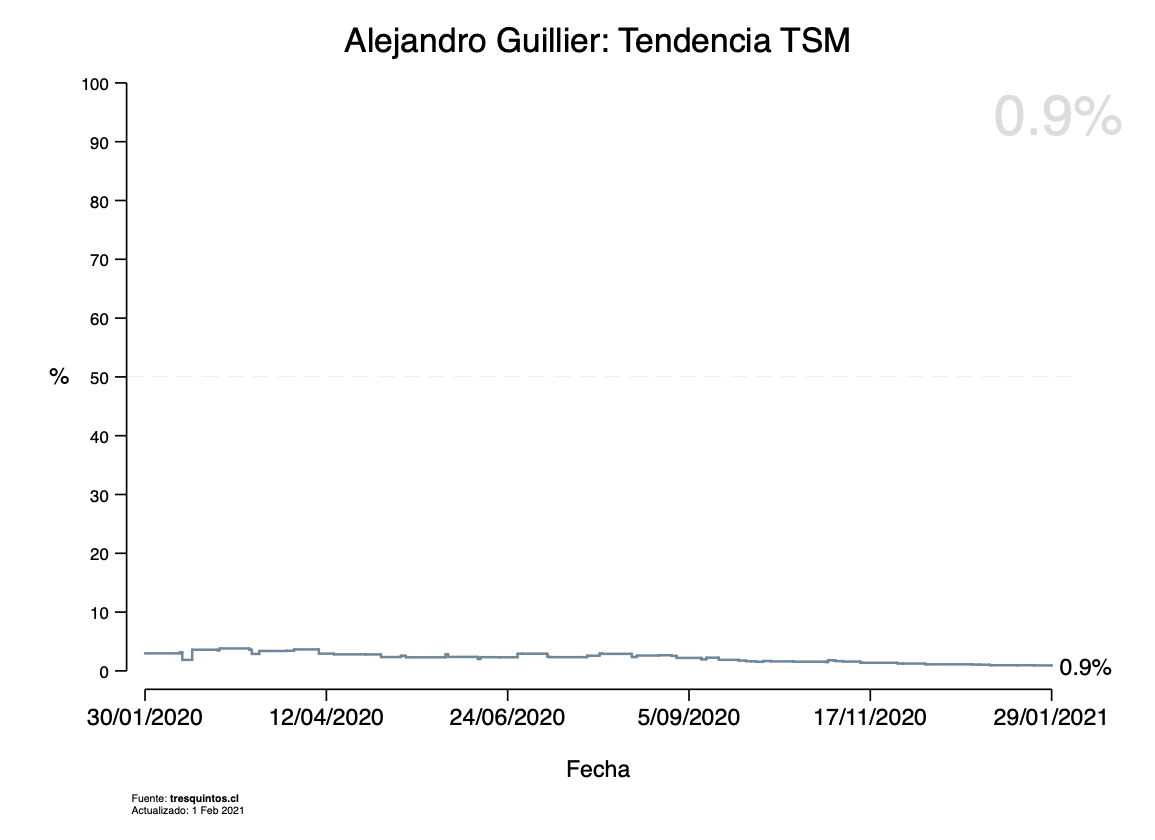 Alejandro Guillier: Tendencia TSM
0.9%
100
90
80
70
60
% 50
40
30
20
10
0
0.9%
30/01/2020 12/04/2020 24/06/2020 5/09/2020 17/11/2020 29/01/2021
Fecha
Fuente: tresquintos.cl
Actualizado: 1 Feb 2021